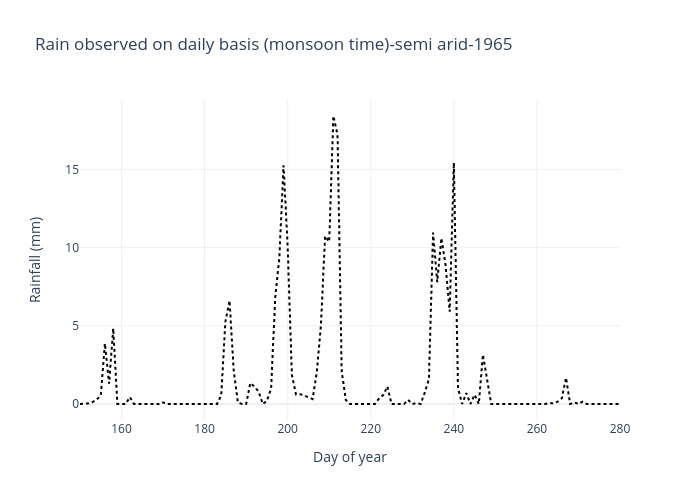 Rain observed on daily basis (monsoon time)-semi arid-1965
Rainfall (mm)
15
10
5
0
160 180 200 220 240 260 280
Day of year